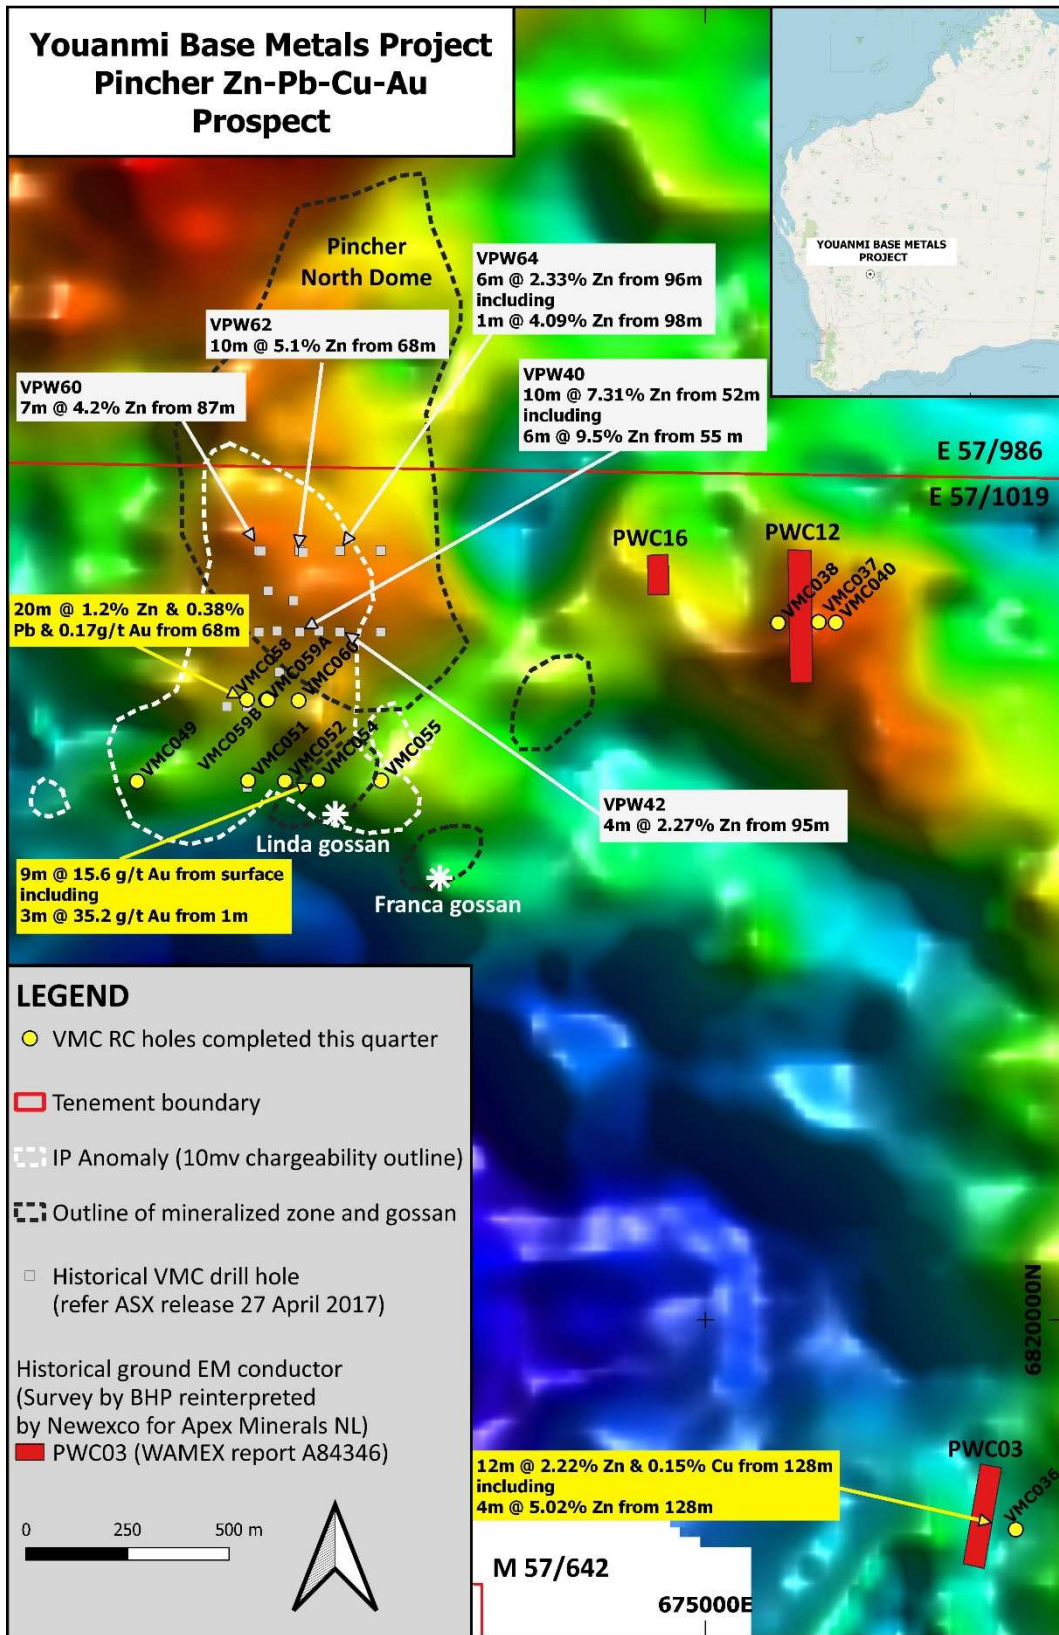 Youanmi Base Metals Project
Pincher Zn-Pb-Cu-Au
Prospect
YOUANMI BASE METALS
PROJECT
Pincher
North Dome
VPW64
6m @ 2.33% Zn from 96m
including
1m @ 4.09% Zn from 98m
VPW62
10m @ 5.1% Zn from 68m
VPW60
7m @ 4.2% Zn from 87m
VPW40
10m @ 7.31% Zn from 52m
including
6m @ 9.5% Zn from 55 m
E 57/986
E 57/1019
PWC16
PWC12
VMC038
VMC037
VMC040
20m @ 1.2% Zn & 0.38%
Pb & 0.17g/t Au from 68m
VMC058
VMC059A
VMC060
VMC049
VMC059B
VMC051
VMC052
VMC054
VMC055
VPW42
4m @ 2.27% Zn from 95m
Linda gossan
Franca gossan
9m @ 15.6 g/t Au from surface
including
3m @ 35.2 g/t Au from 1m
LEGEND
VMC RC holes completed this quarter
Tenement boundary
IP Anomaly (10mv chargeability outline)
Outline of mineralized zone and gossan
Historical VMC drill hole
(refer ASX release 27 April 2017)
Historical ground EM conductor
(Survey by BHP reinterpreted
by Newexco for Apex Minerals NL)
PWC03 (WAMEX report A84346)
0 250 500 m
6820000N
PWC03
VMC036
12m @ 2.22% Zn & 0.15% Cu from 128m
including
4m @ 5.02% Zn from 128m
M 57/642
675000E